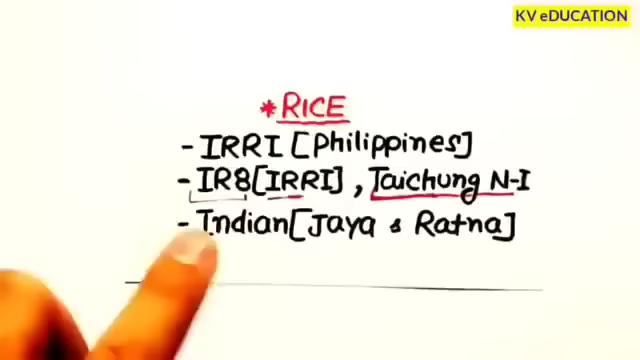 KV eDUCATION
* RICE
- IRRI [Philippines]
- IR8 [IRRI], Taichung N-I
- Indian [Jaya & Ratna]